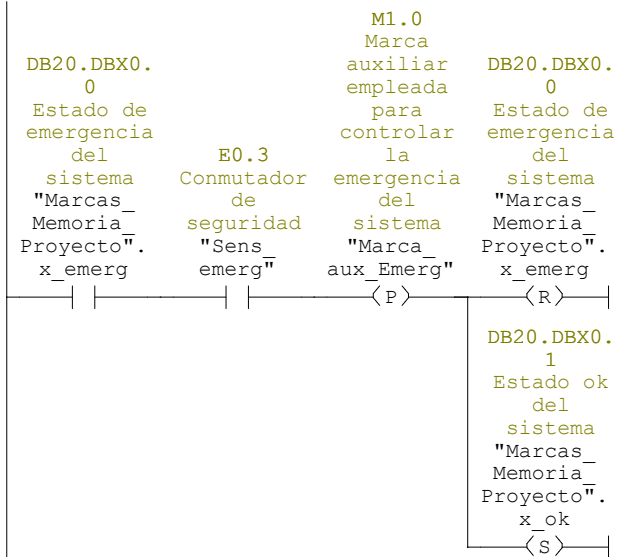 DB20.DBX0.
0
Estado de
emergencia
del
sistema
"Marcas_
Memoria_
Proyecto".
x_emerg
E0.3
Conmutador
de
seguridad
"Sens_
emerg"
M1.0
Marca
auxiliar
empleada
para
controlar
la
emergencia
del
sistema
"Marca_
aux_Emerg"
P
DB20.DBX0.
0
Estado de
emergencia
del
sistema
"Marcas_
Memoria_
Proyecto".
x_emerg
R
DB20.DBX0.
1
Estado ok
del
sistema
"Marcas_
Memoria_
Proyecto".
x_ok
S